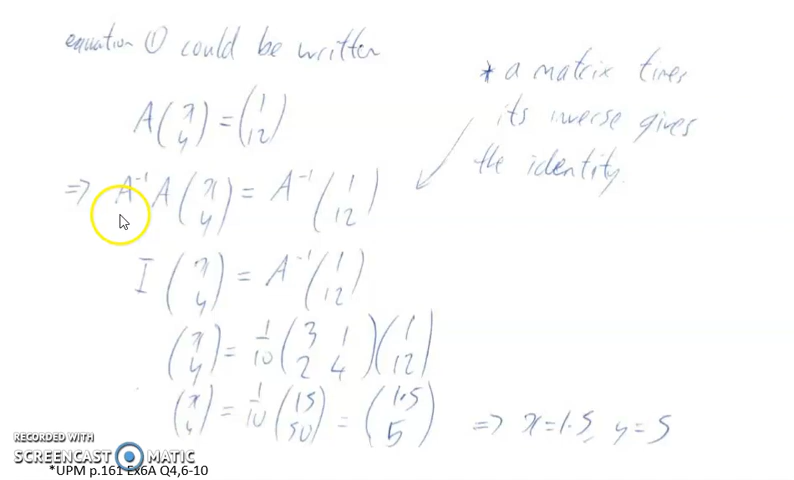 equation ① could be written
A(x y) = (1 12)
* a matrix times
its inverse gives
the identity.
⇒ A⁻¹A(x y) = A⁻¹(1 12)
I(x y) = A⁻¹(1 12)
(x y) = 1/10 (3 1 2 4)(1 12)
(x y) = 1/10 (15 50) = (1.5 5) ⇒ x=1.5, y=5
RECORDED WITH
SCREENCAST MATIC
*UPM p.161 Ex6A Q4,6-10